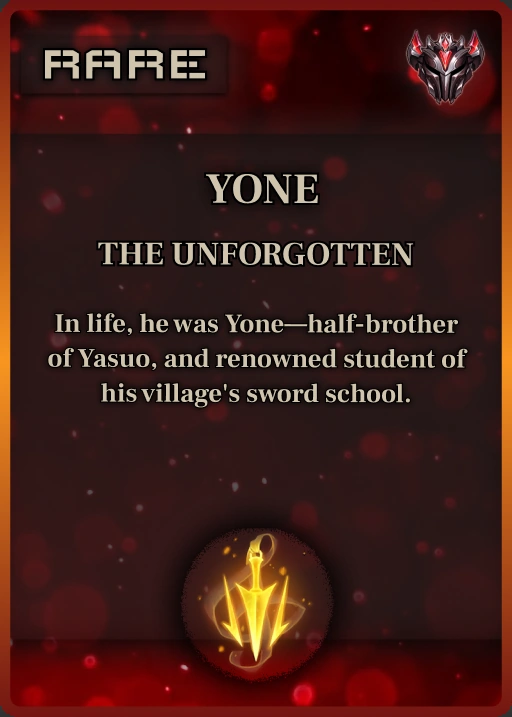 RARE
YONE
THE UNFORGOTTEN
In life, he was Yone—half-brother
of Yasuo, and renowned student of
his village's sword school.